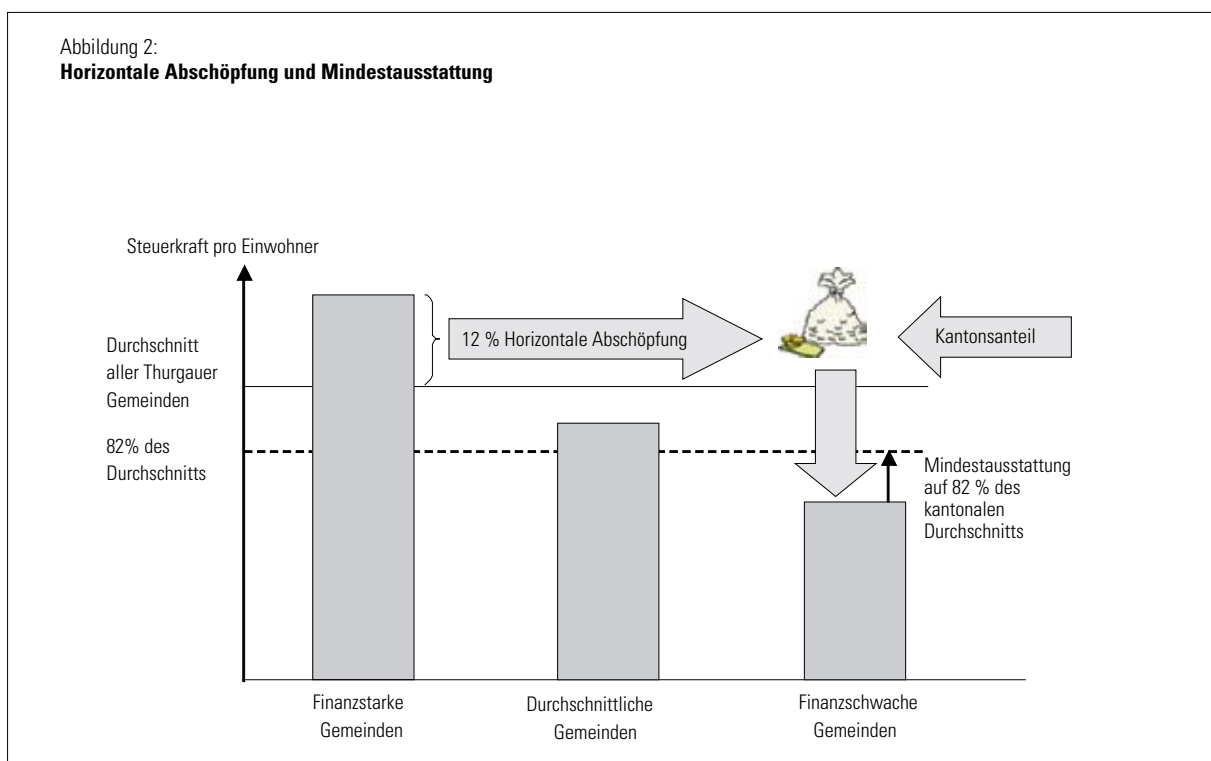 Abbildung 2:
Horizontale Abschöpfung und Mindestausstattung
Steuerkraft pro Einwohner
12 % Horizontale Abschöpfung
Kantonsanteil
Durchschnitt
aller Thurgauer
Gemeinden
82% des
Durchschnitts
Mindestausstattung
auf 82 % des
kantonalen
Durchschnitts
Finanzstarke
Gemeinden
Durchschnittliche
Gemeinden
Finanzschwache
Gemeinden